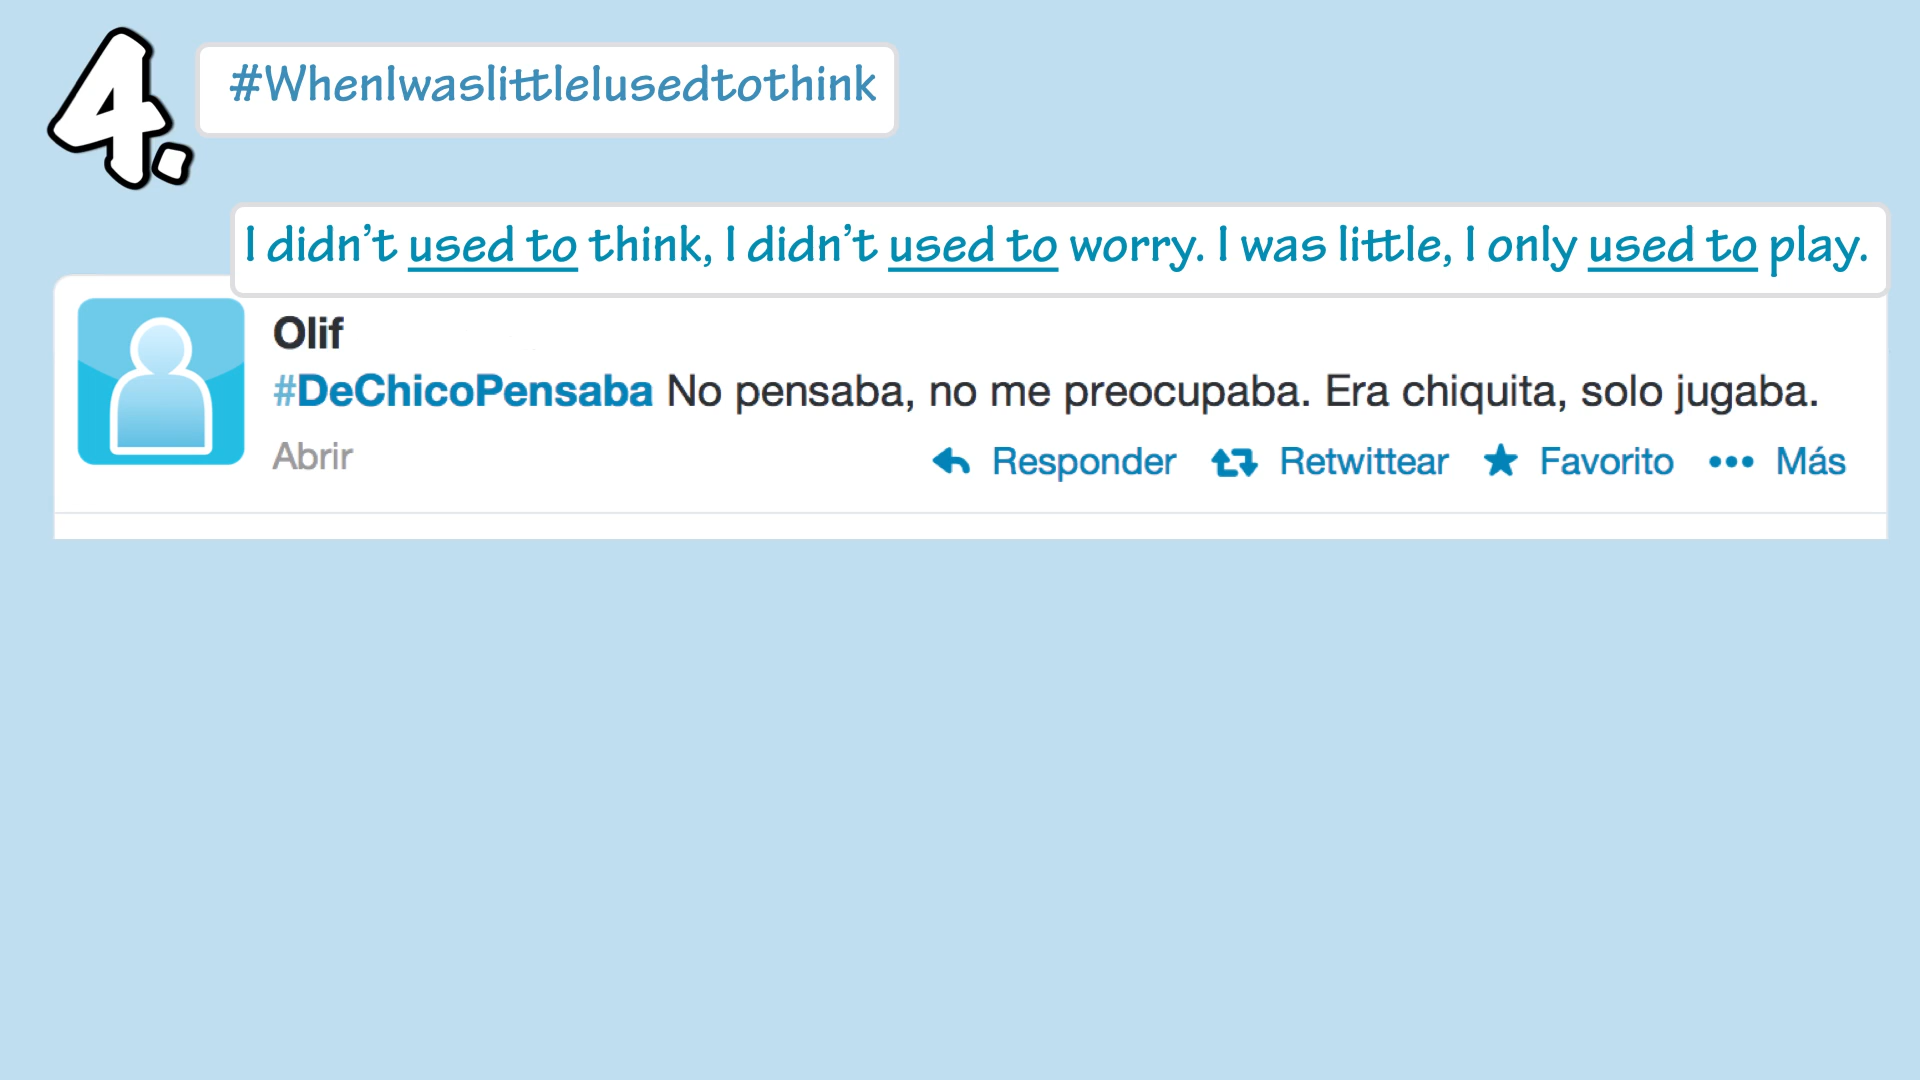 4.
#WhenIwaslittleIusedtothink
I didn't used to think, I didn't used to worry. I was little, I only used to play.
Olif
#DeChicoPensaba No pensaba, no me preocupaba. Era chiquita, solo jugaba.
Abrir Responder Retwittear Favorito Más